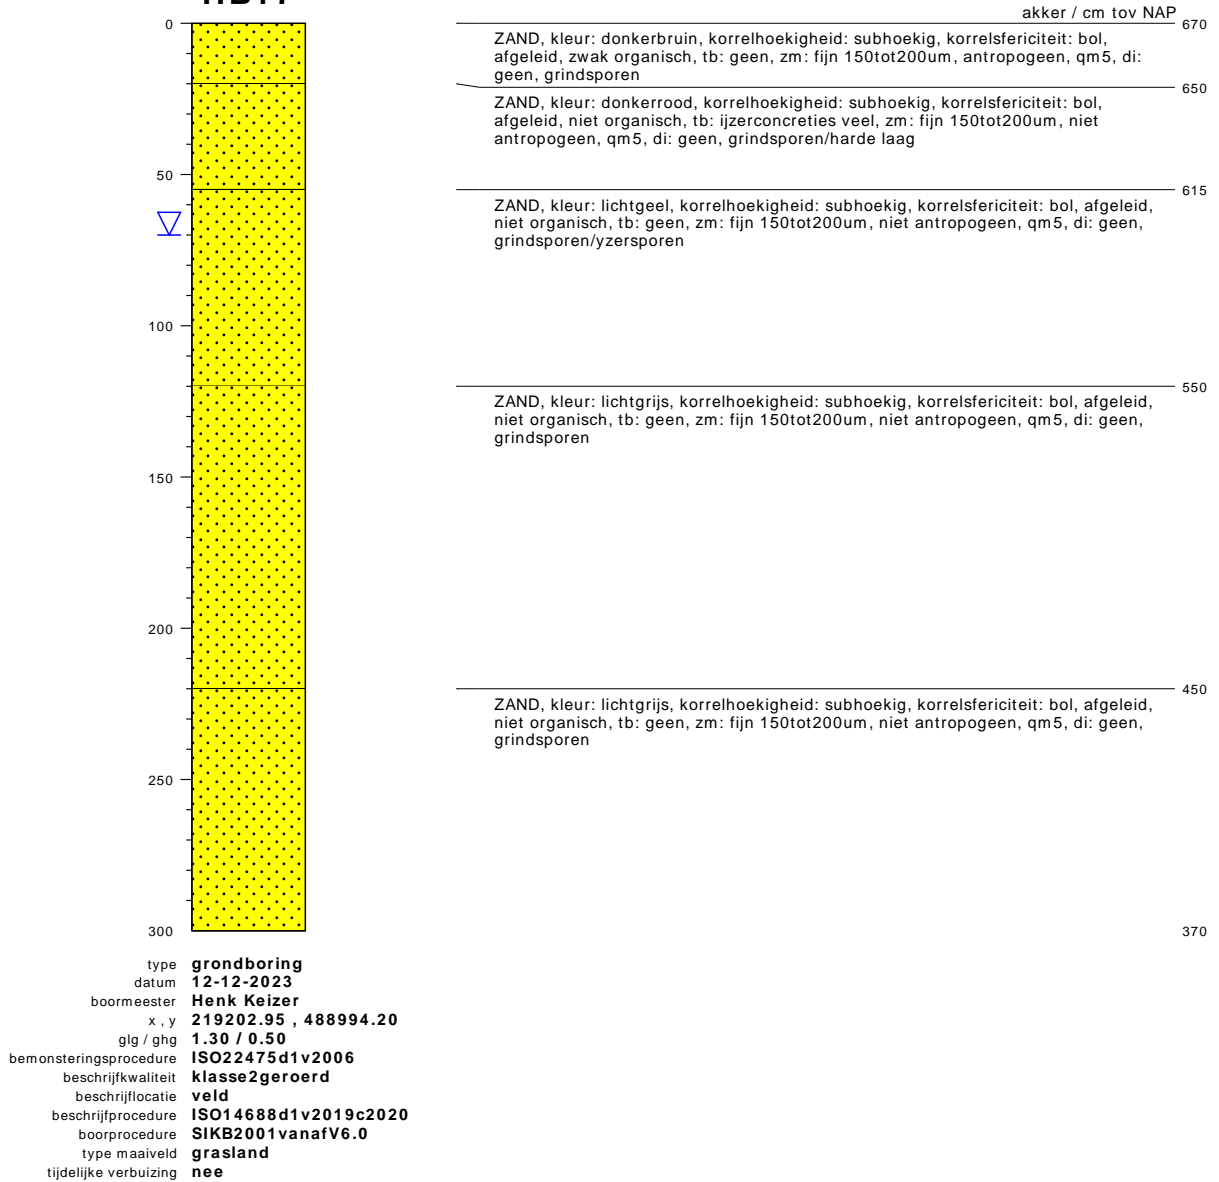 0
akker / cm tov NAP
670
ZAND, kleur: donkerbruin, korrelhoekigheid: subhoekig, korrelsfericiteit: bol,
afgeleid, zwak organisch, tb: geen, zm: fijn 150tot200um, antropogeen, qm5, di:
geen, grindsporen
650
ZAND, kleur: donkerrood, korrelhoekigheid: subhoekig, korrelsfericiteit: bol,
afgeleid, niet organisch, tb: ijzerconcreties veel, zm: fijn 150tot200um, niet
antropogeen, qm5, di: geen, grindsporen/harde laag
50
615
ZAND, kleur: lichtgeel, korrelhoekigheid: subhoekig, korrelsfericiteit: bol, afgeleid,
niet organisch, tb: geen, zm: fijn 150tot200um, niet antropogeen, qm5, di: geen,
grindsporen/yzersporen
100
550
ZAND, kleur: lichtgrijs, korrelhoekigheid: subhoekig, korrelsfericiteit: bol, afgeleid,
niet organisch, tb: geen, zm: fijn 150tot200um, niet antropogeen, qm5, di: geen,
grindsporen
150
200
450
ZAND, kleur: lichtgrijs, korrelhoekigheid: subhoekig, korrelsfericiteit: bol, afgeleid,
niet organisch, tb: geen, zm: fijn 150tot200um, niet antropogeen, qm5, di: geen,
grindsporen
250
300
370
type grondboring
datum 12-12-2023
boormeester Henk Keizer
x , y 219202.95 , 488994.20
glg / ghg 1.30 / 0.50
bemonsteringsprocedure ISO22475d1v2006
beschrijfkwaliteit klasse2geroerd
beschrijflocatie veld
beschrijfprocedure ISO14688d1v2019c2020
boorprocedure SIKB2001vanafV6.0
type maaiveld grasland
tijdelijke verbuizing nee